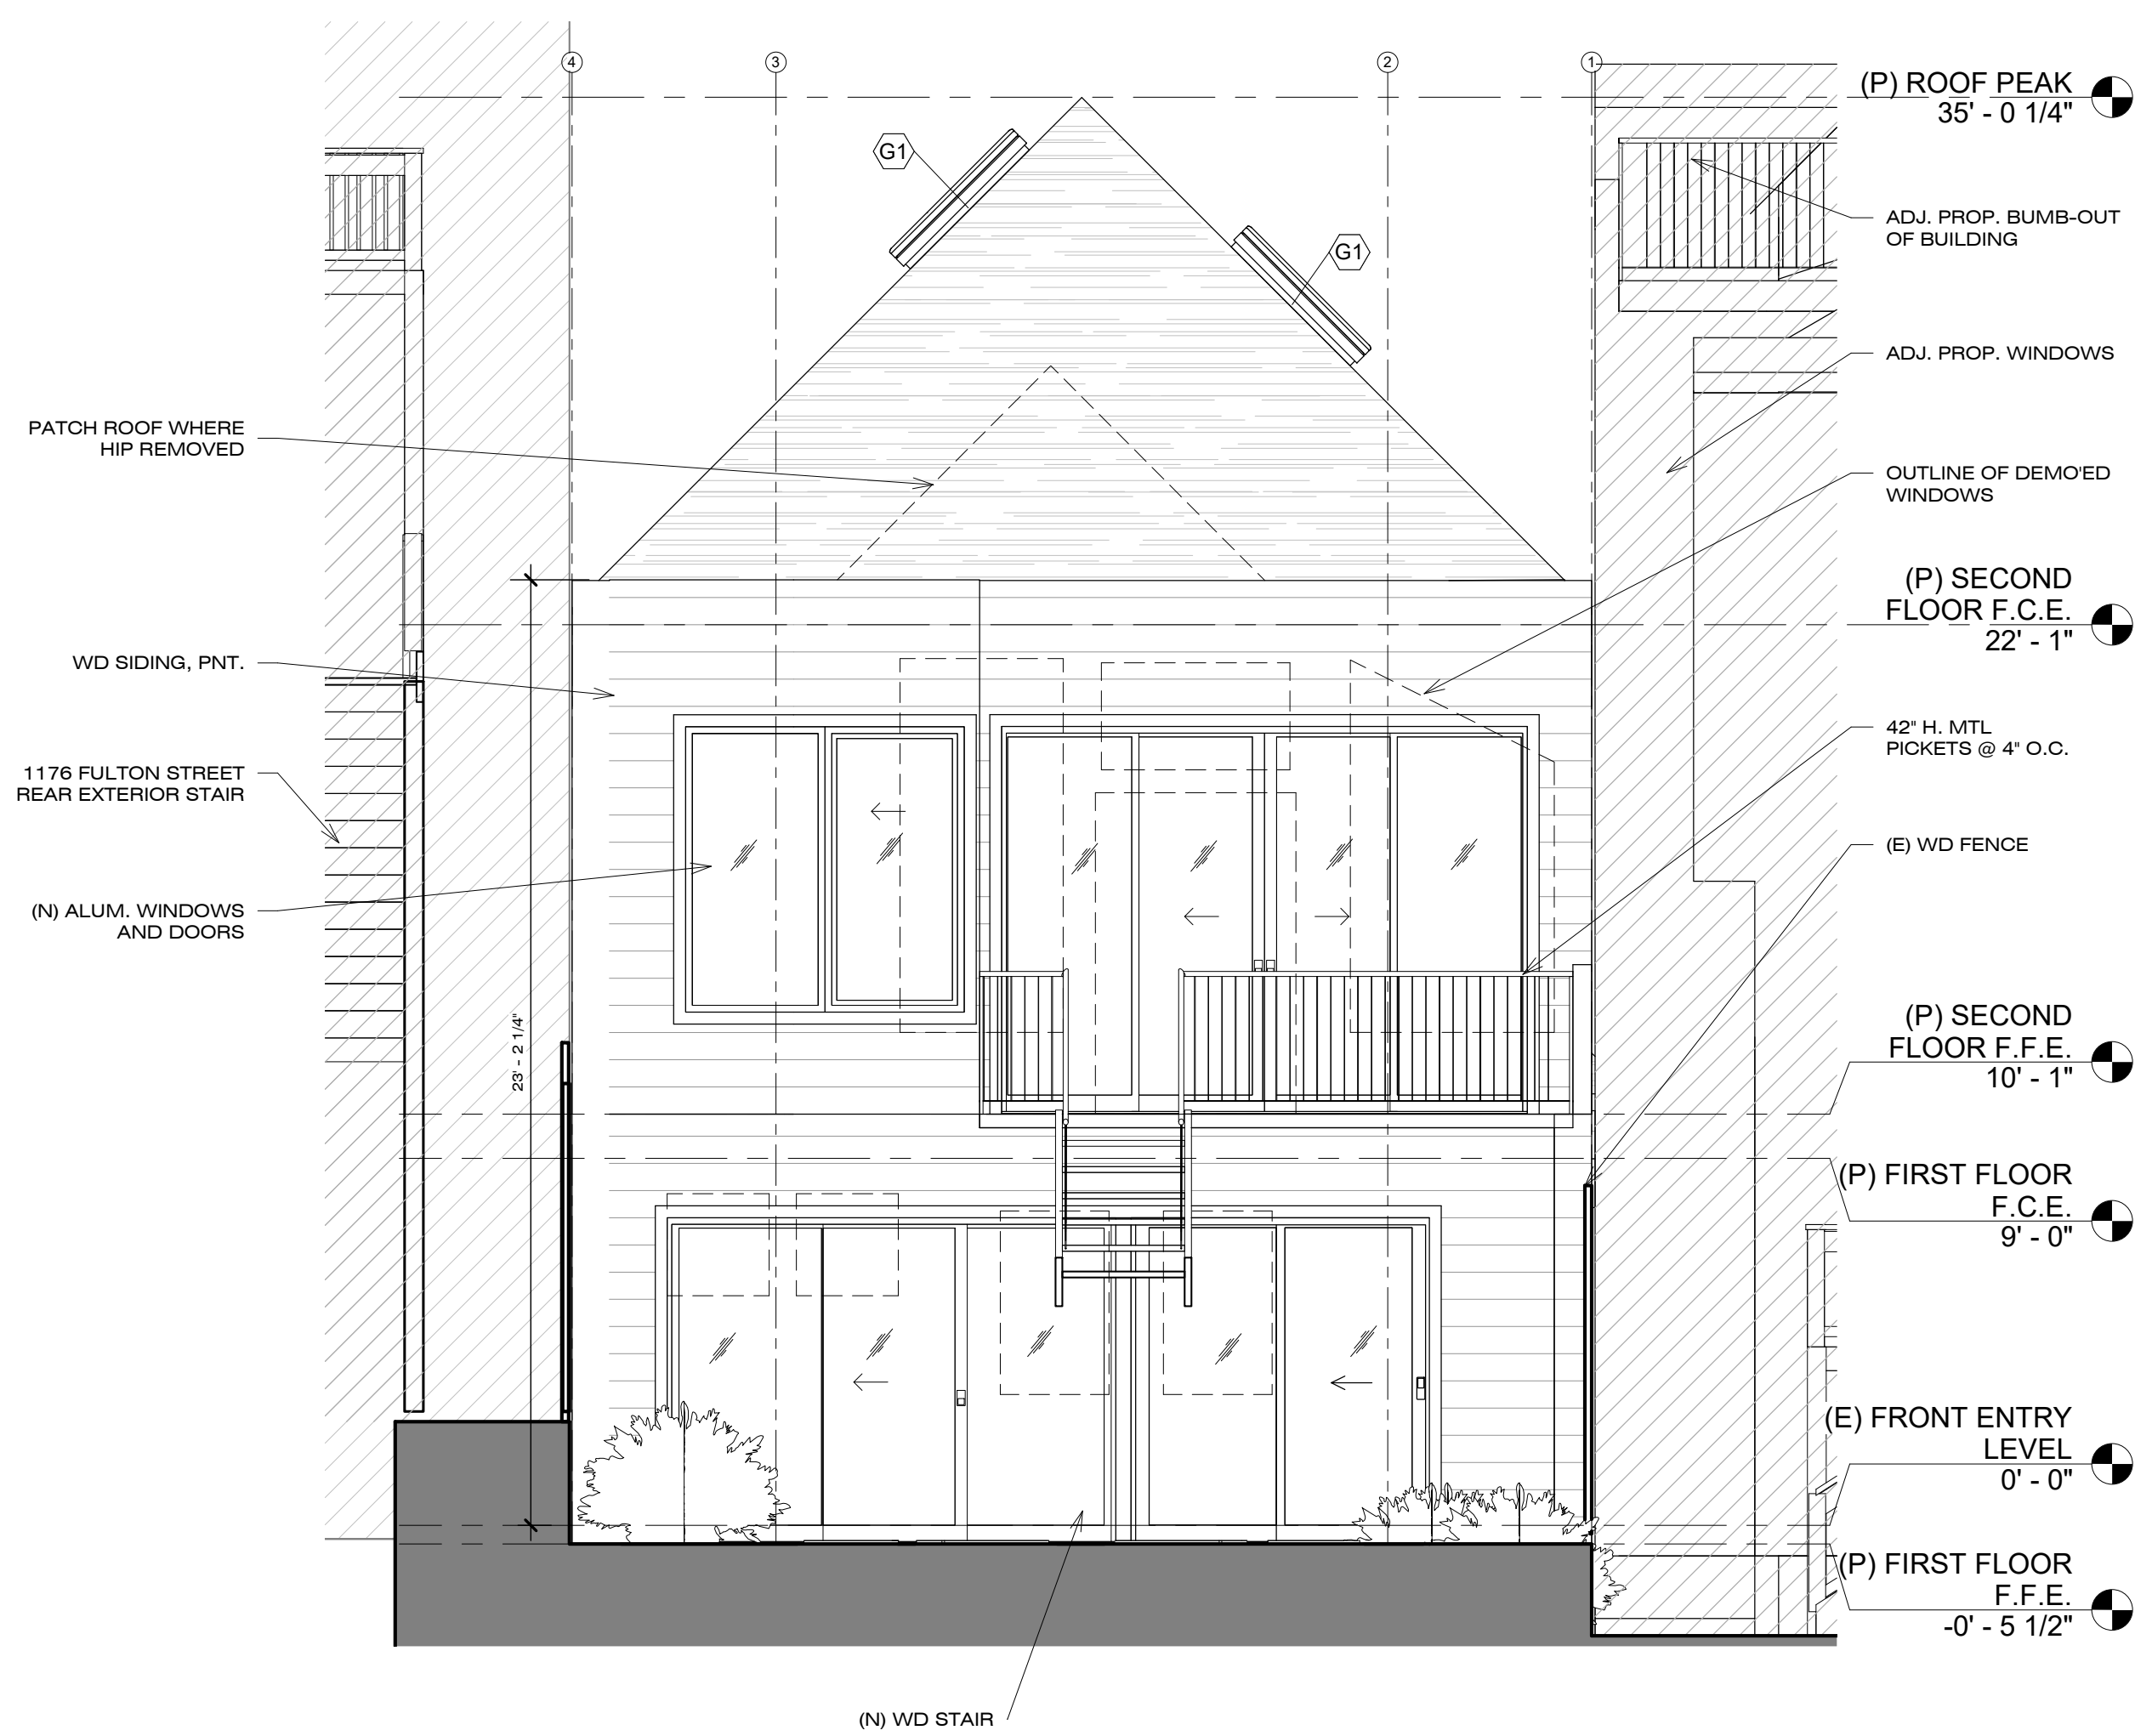 4
3
2
1
(P) ROOF PEAK
35' - 0 1/4"
G1
G1
ADJ. PROP. BUMB-OUT
OF BUILDING
ADJ. PROP. WINDOWS
PATCH ROOF WHERE
HIP REMOVED
OUTLINE OF DEMO'ED
WINDOWS
(P) SECOND
FLOOR F.C.E.
22' - 1"
WD SIDING, PNT.
42" H. MTL
PICKETS @ 4" O.C.
1176 FULTON STREET
REAR EXTERIOR STAIR
(E) WD FENCE
(N) ALUM. WINDOWS
AND DOORS
23' - 2 1/4"
(P) SECOND
FLOOR F.F.E.
10' - 1"
(P) FIRST FLOOR
F.C.E.
9' - 0"
(E) FRONT ENTRY
LEVEL
0' - 0"
(P) FIRST FLOOR
F.F.E.
-0' - 5 1/2"
(N) WD STAIR